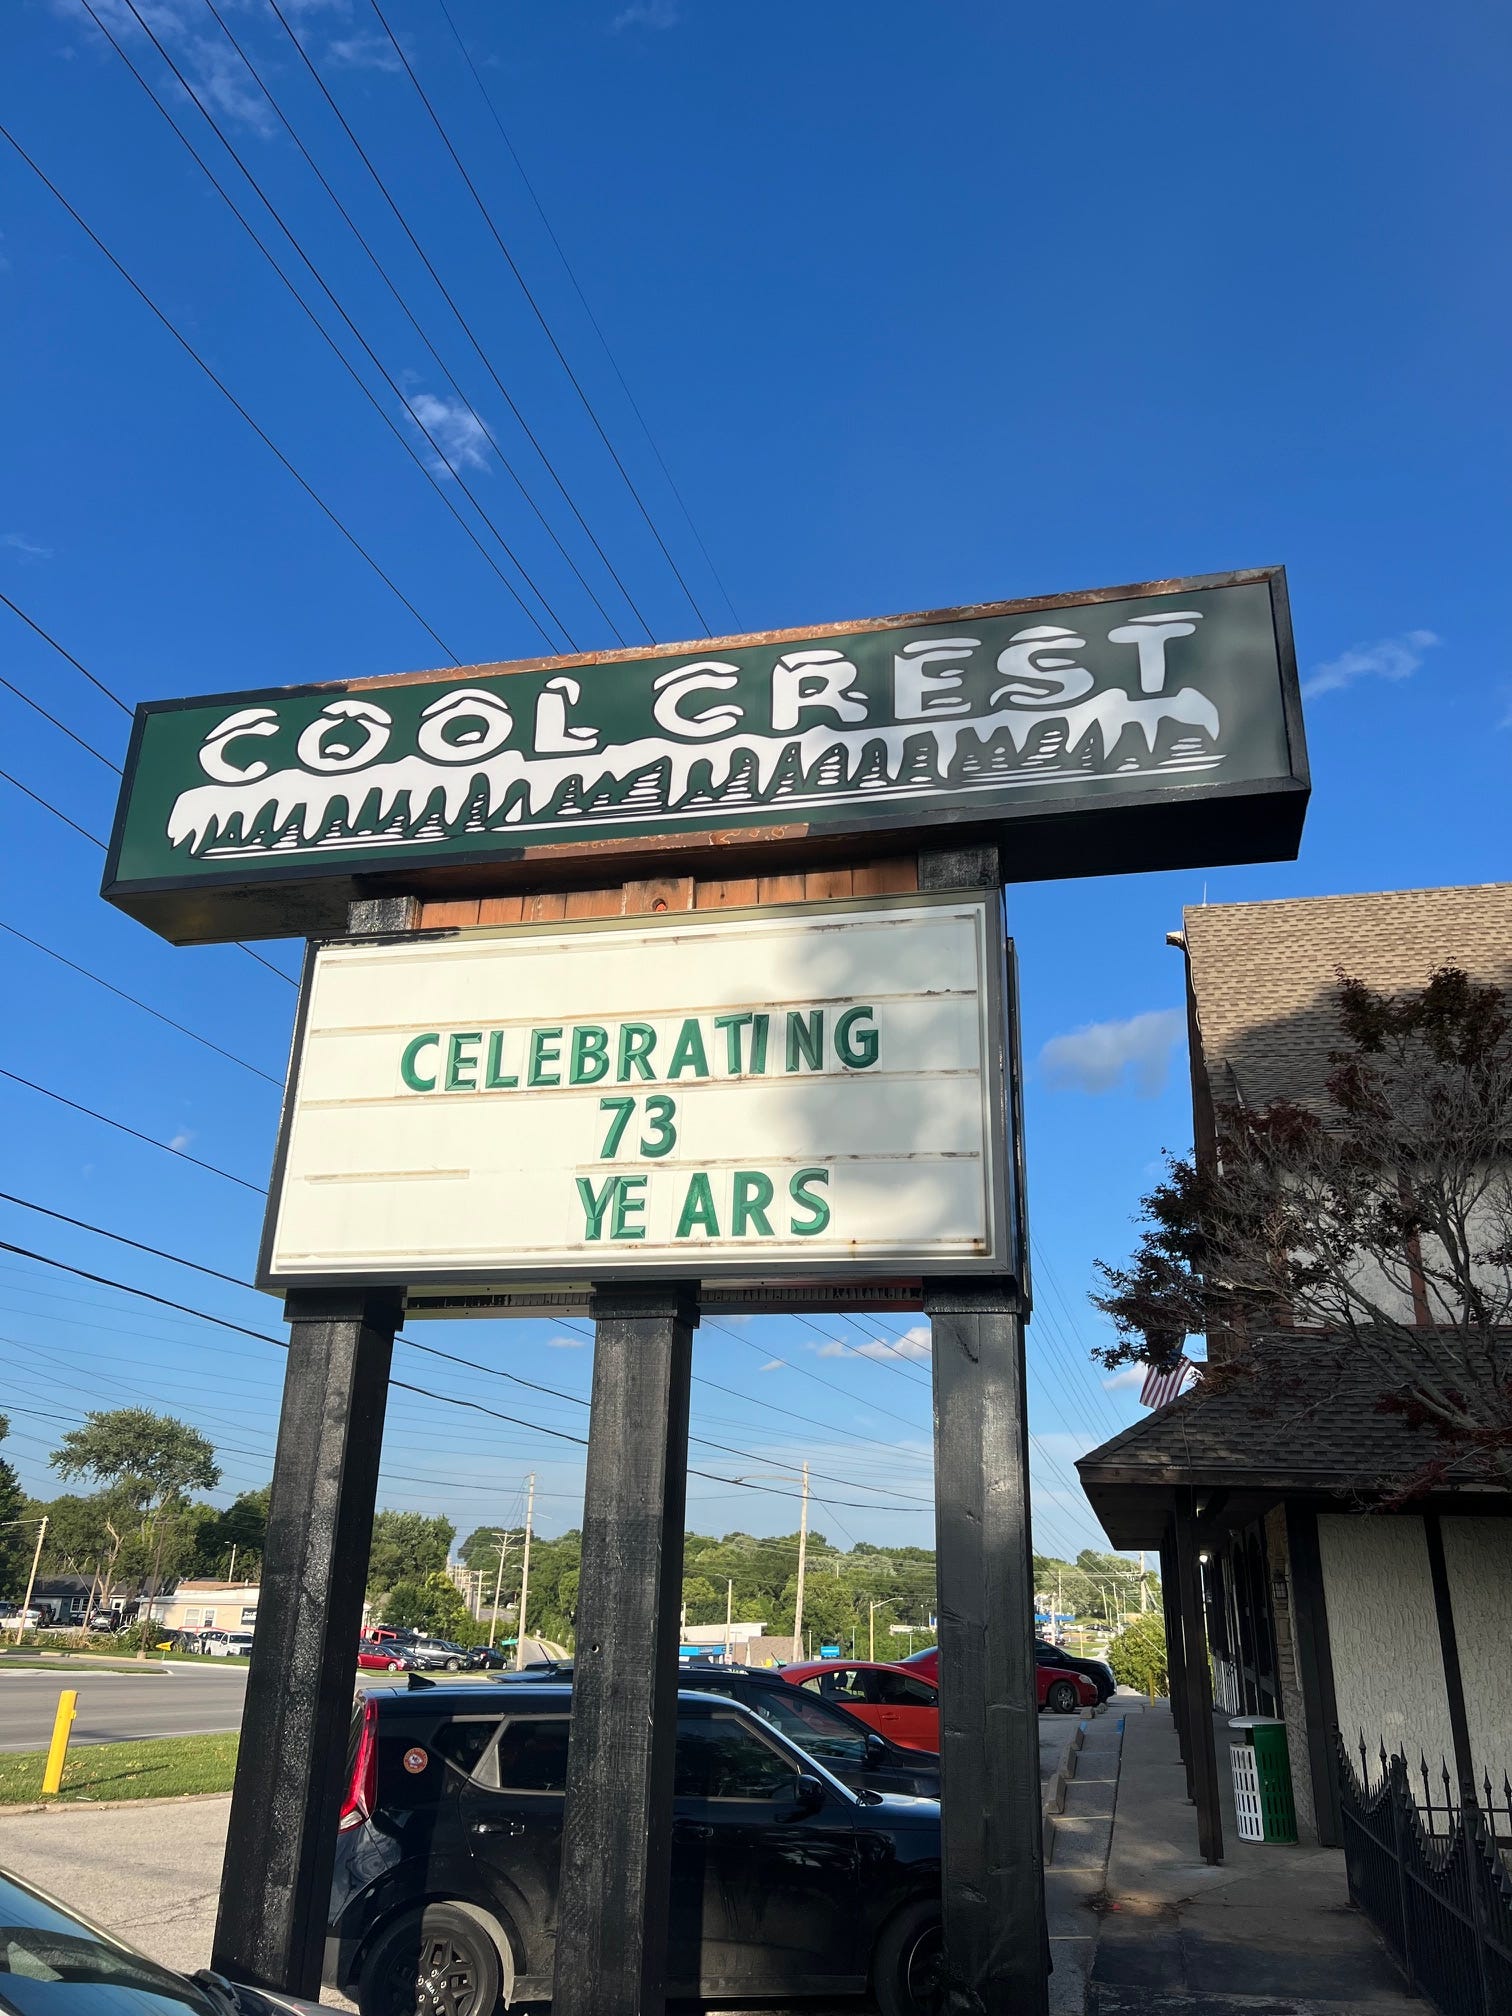 COOL CREST
CELEBRATING
73
YEARS